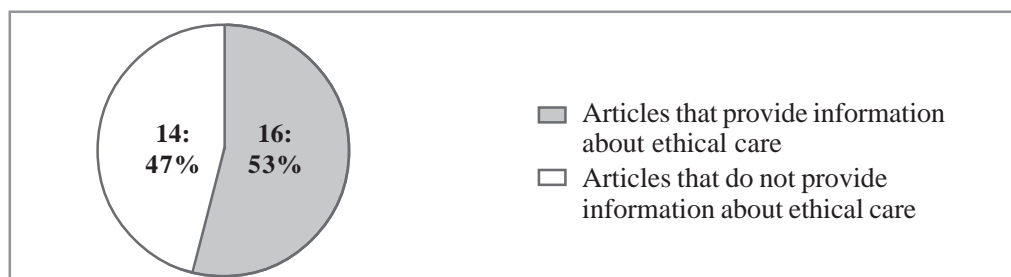 14:
47%
16:
53%
Articles that provide information
about ethical care
Articles that do not provide
information about ethical care